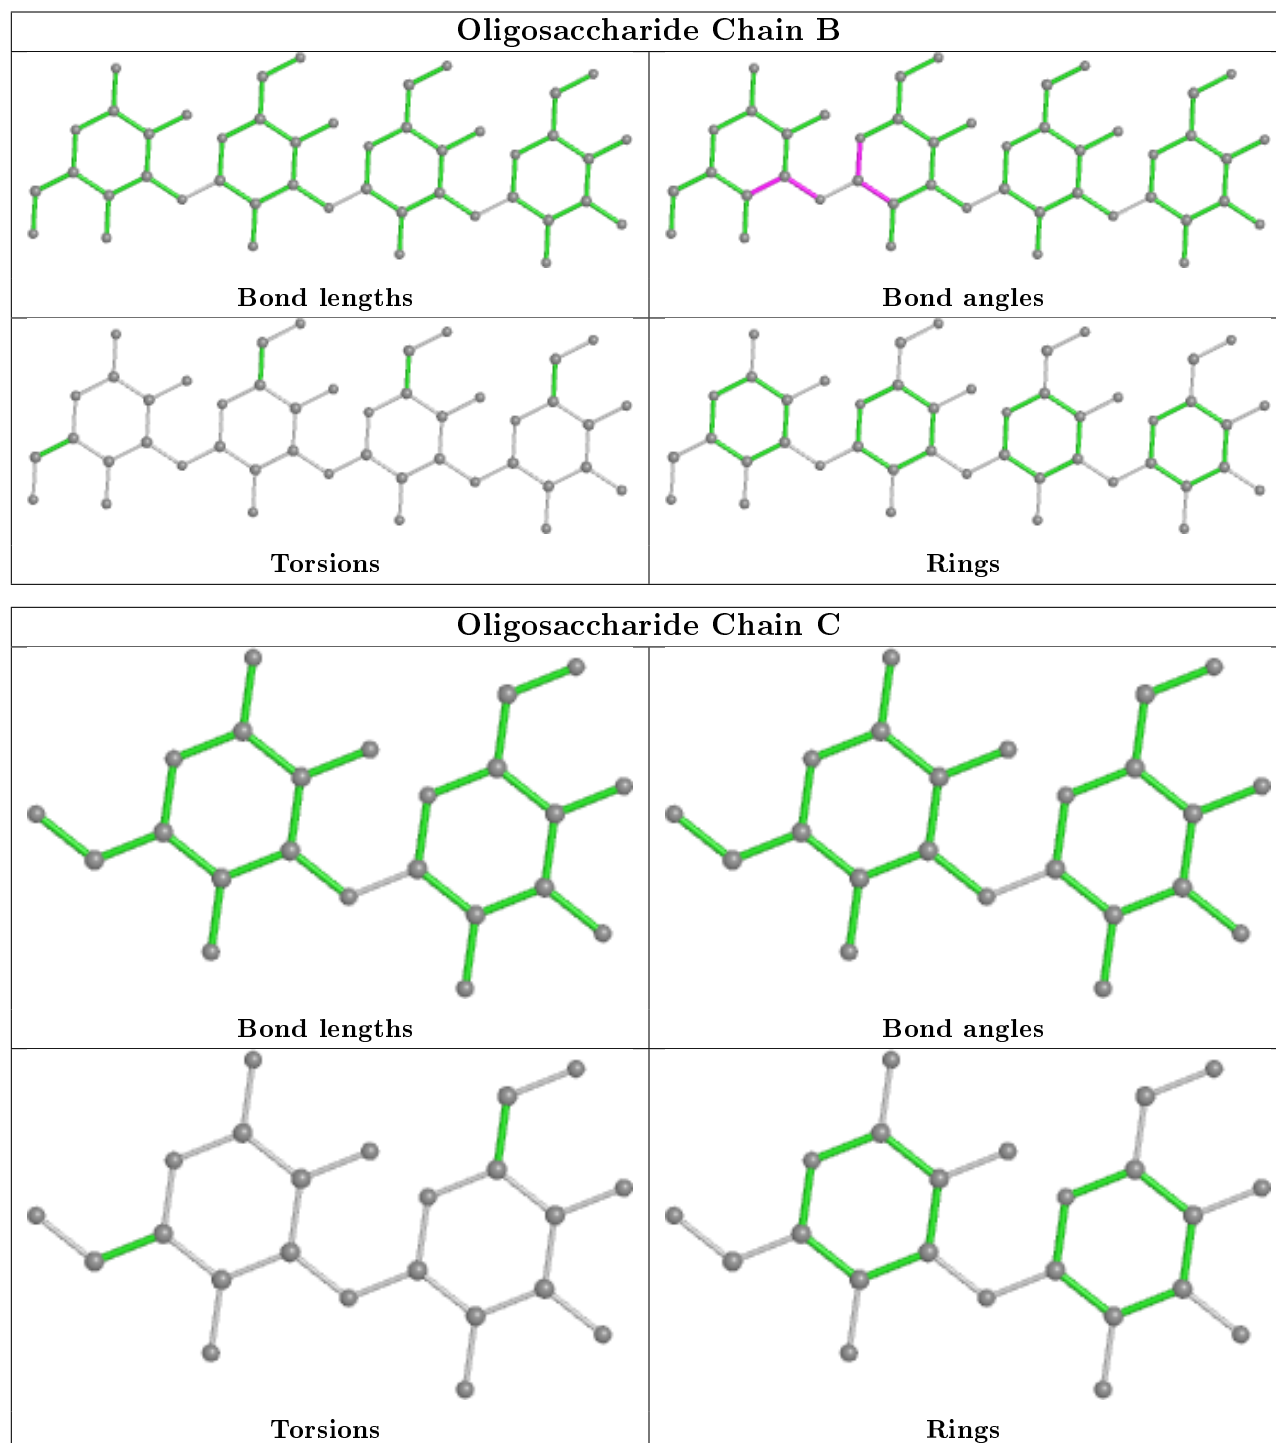 Oligosaccharide Chain B
Bond lengths
Bond angles
Torsions
Rings
Oligosaccharide Chain C
Bond lengths
Bond angles
Torsions
Rings